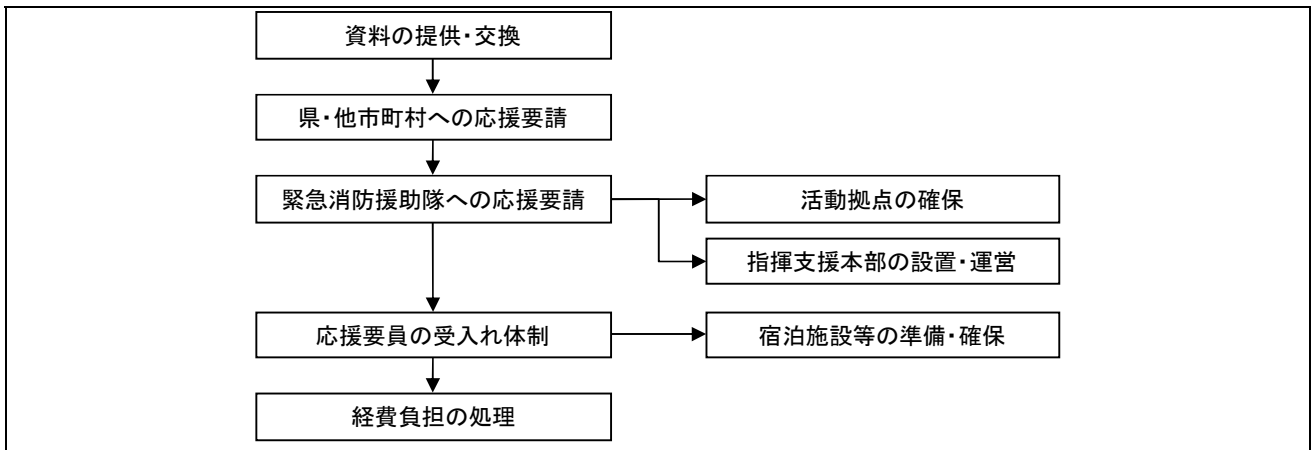 資料の提供・交換
県・他市町村への応援要請
緊急消防援助隊への応援要請
活動拠点の確保
指揮支援本部の設置・運営
応援要員の受入れ体制
宿泊施設等の準備・確保
経費負担の処理